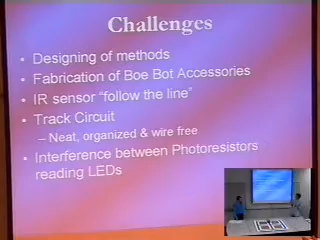 Challenges
• Designing of methods
• Fabrication of Boe Bot Accessories
• IR sensor "follow the line"
• Track Circuit
– Neat, organized & wire free
• Interference between Photoresistors
reading LEDs